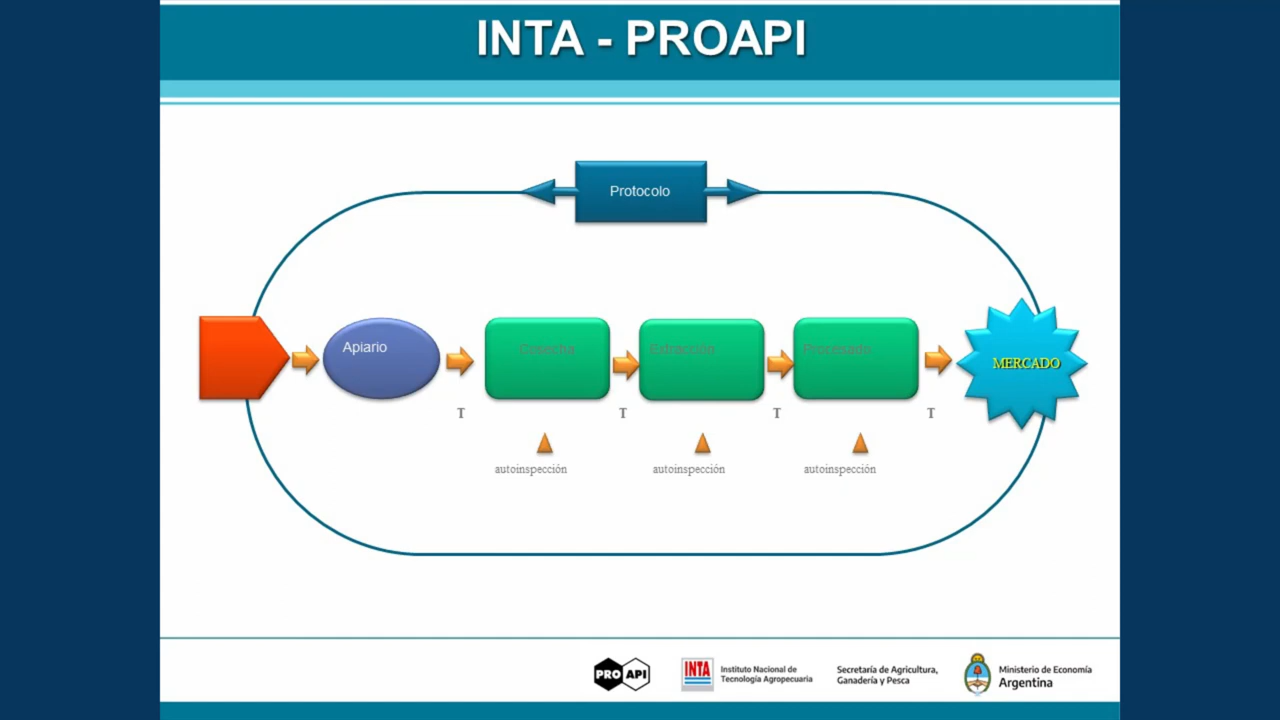 INTA - PROAPI
Protocolo
Apiario
Cosecha
Extracción
Procesado
MERCADO
T
T
T
T
autoinspección
autoinspección
autoinspección
PRO API
INTA
Instituto Nacional de
Tecnología Agropecuaria
Secretaría de Agricultura,
Ganadería y Pesca
Ministerio de Economía
Argentina